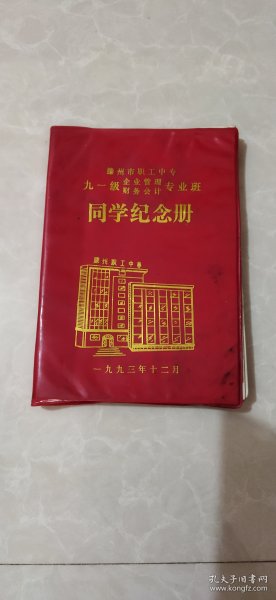 滕州市职工中专
九一级 企业管理 财务会计 专业班
同学纪念册
滕州职工中专
一九九三年十二月
孔夫子旧书网
www.kongfz.com